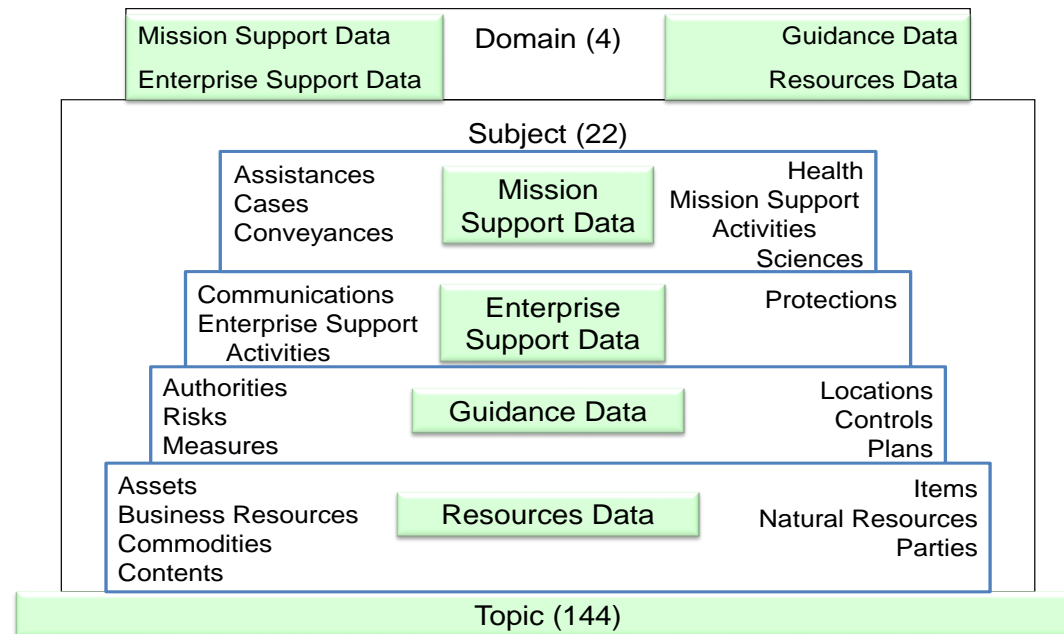 Mission Support Data
Enterprise Support Data
Domain (4)
Guidance Data
Resources Data
Subject (22)
Assistances
Cases
Conveyances
Mission
Support Data
Health
Mission Support
Activities
Sciences
Communications
Enterprise Support
Activities
Enterprise
Support Data
Protections
Authorities
Risks
Measures
Guidance Data
Locations
Controls
Plans
Assets
Business Resources
Commodities
Contents
Resources Data
Items
Natural Resources
Parties
Topic (144)